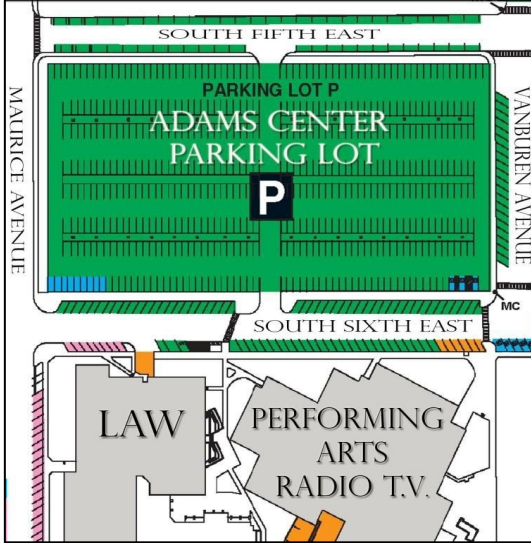 SOUTH FIFTH EAST
PARKING LOT P
ADAMS CENTER
PARKING LOT
P
MAURICE AVENUE
VANBUREN AVENUE
MC
SOUTH SIXTH EAST
LAW
PERFORMING
ARTS
RADIO T.V.